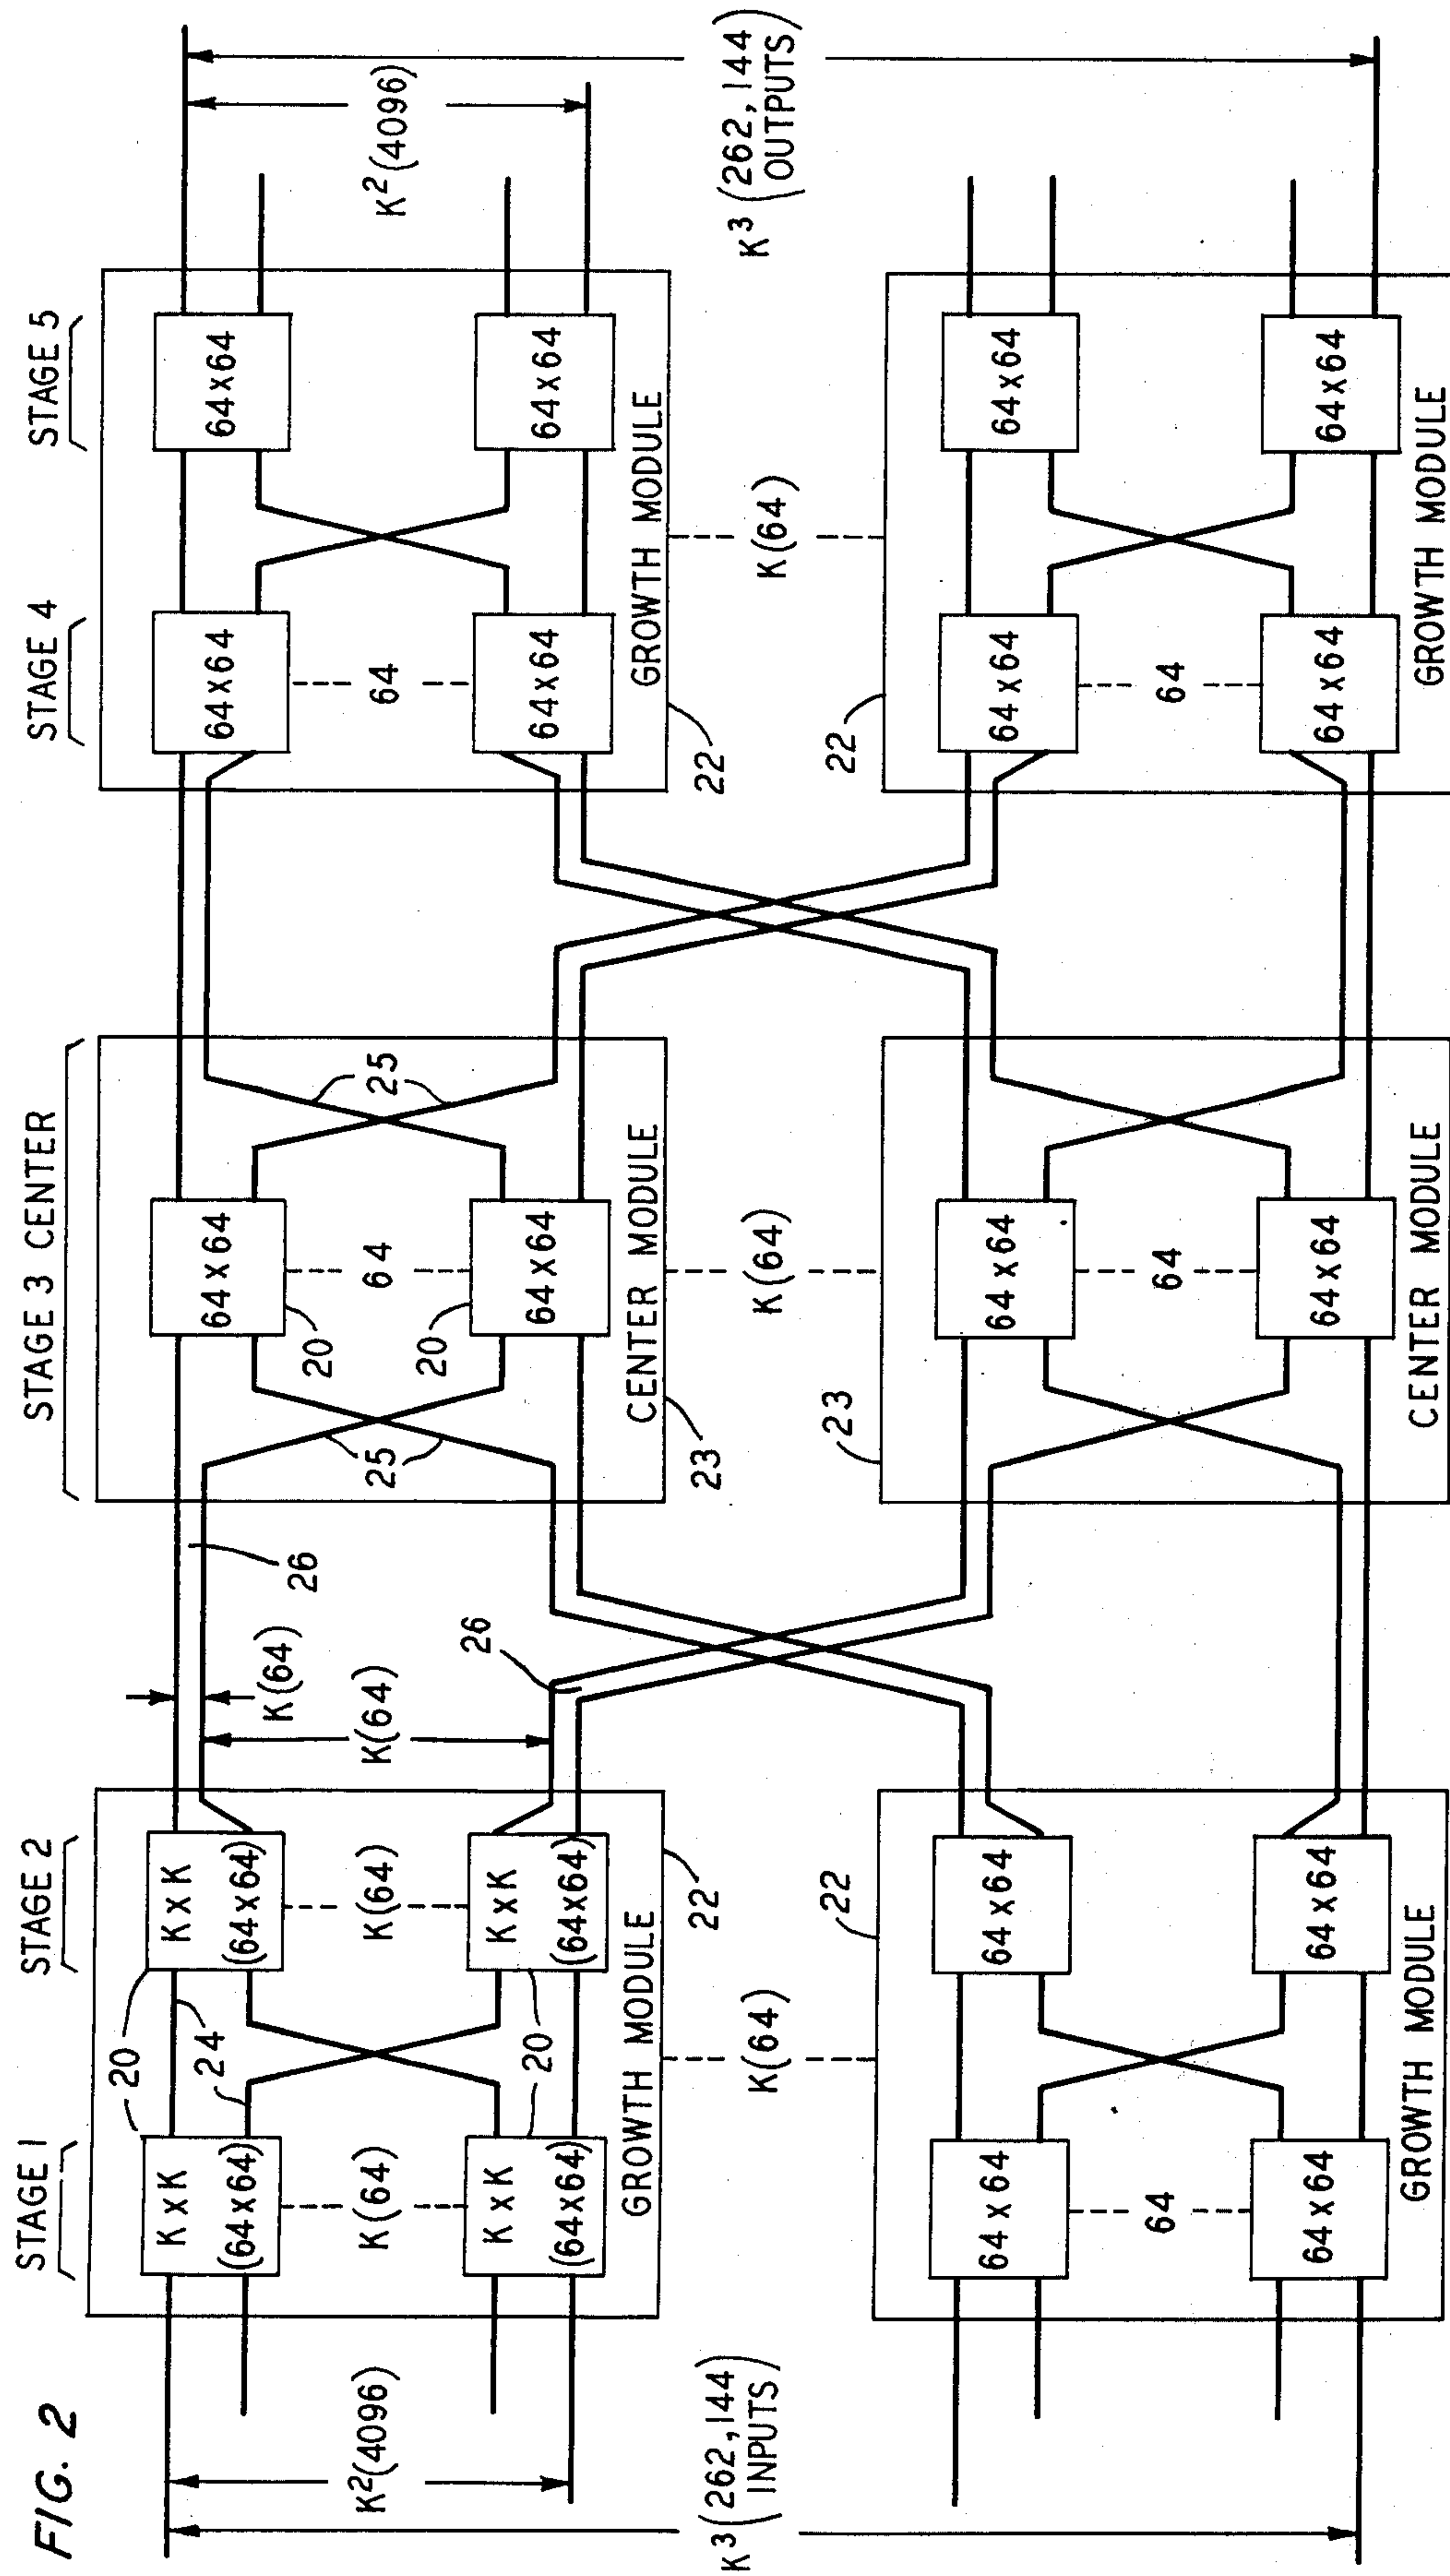 FIG. 2
STAGE 1
STAGE 2
STAGE 3 CENTER
STAGE 4
STAGE 5
K²(4096)
K³(262,144 INPUTS)
20
K x K
(64x64)
K(64)
K x K
(64x64)
20
24
K x K
(64x64)
K(64)
K x K
(64x64)
GROWTH MODULE
22
K(64)
K(64)
26
26
64x64
20
64
20
64x64
25
25
CENTER MODULE
23
64x64
64
64x64
64x64
64x64
GROWTH MODULE
22
K²(4096)
K³(262,144 OUTPUTS)
K(64)
K(64)
K(64)
64x64
64
64x64
64x64
64x64
GROWTH MODULE
22
64x64
64
64x64
CENTER MODULE
23
64x64
64
64x64
64x64
64x64
GROWTH MODULE
22